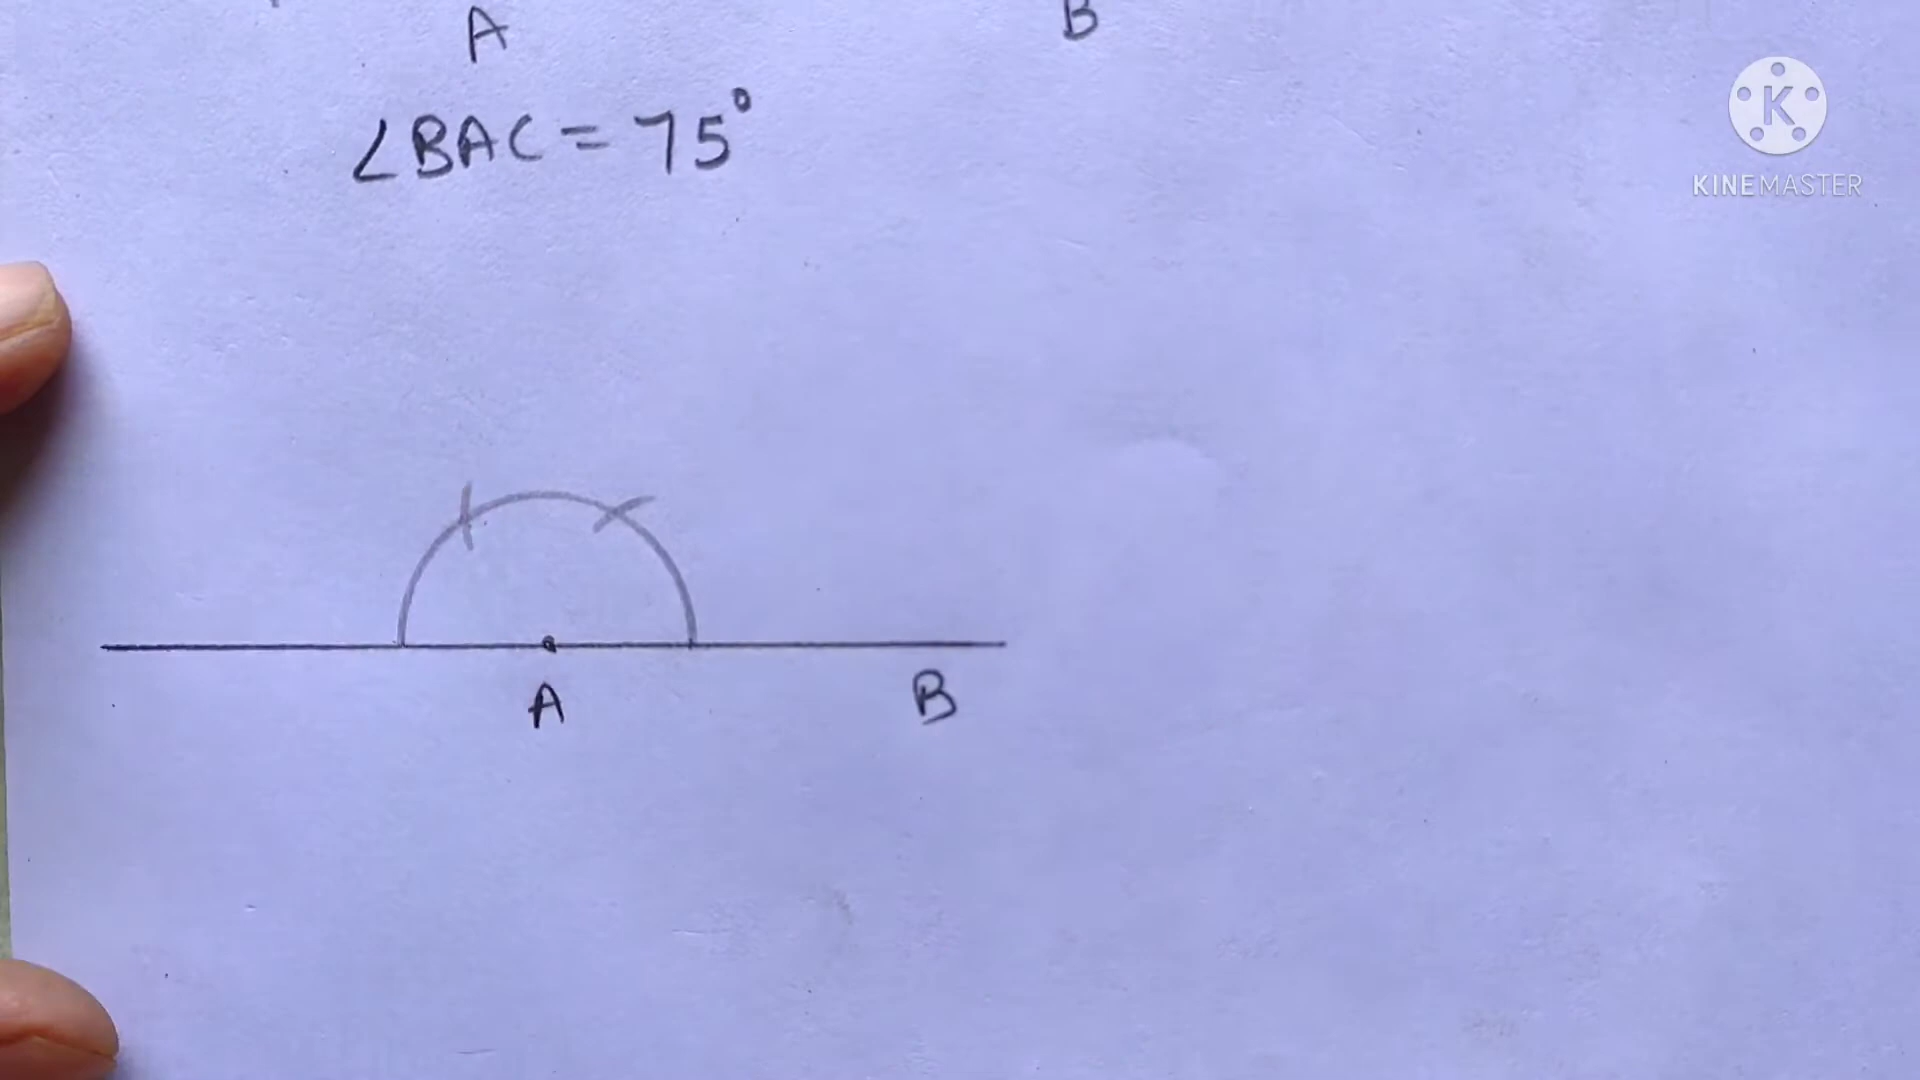 A B
∠BAC = 75°
K
KINEMASTER
A B